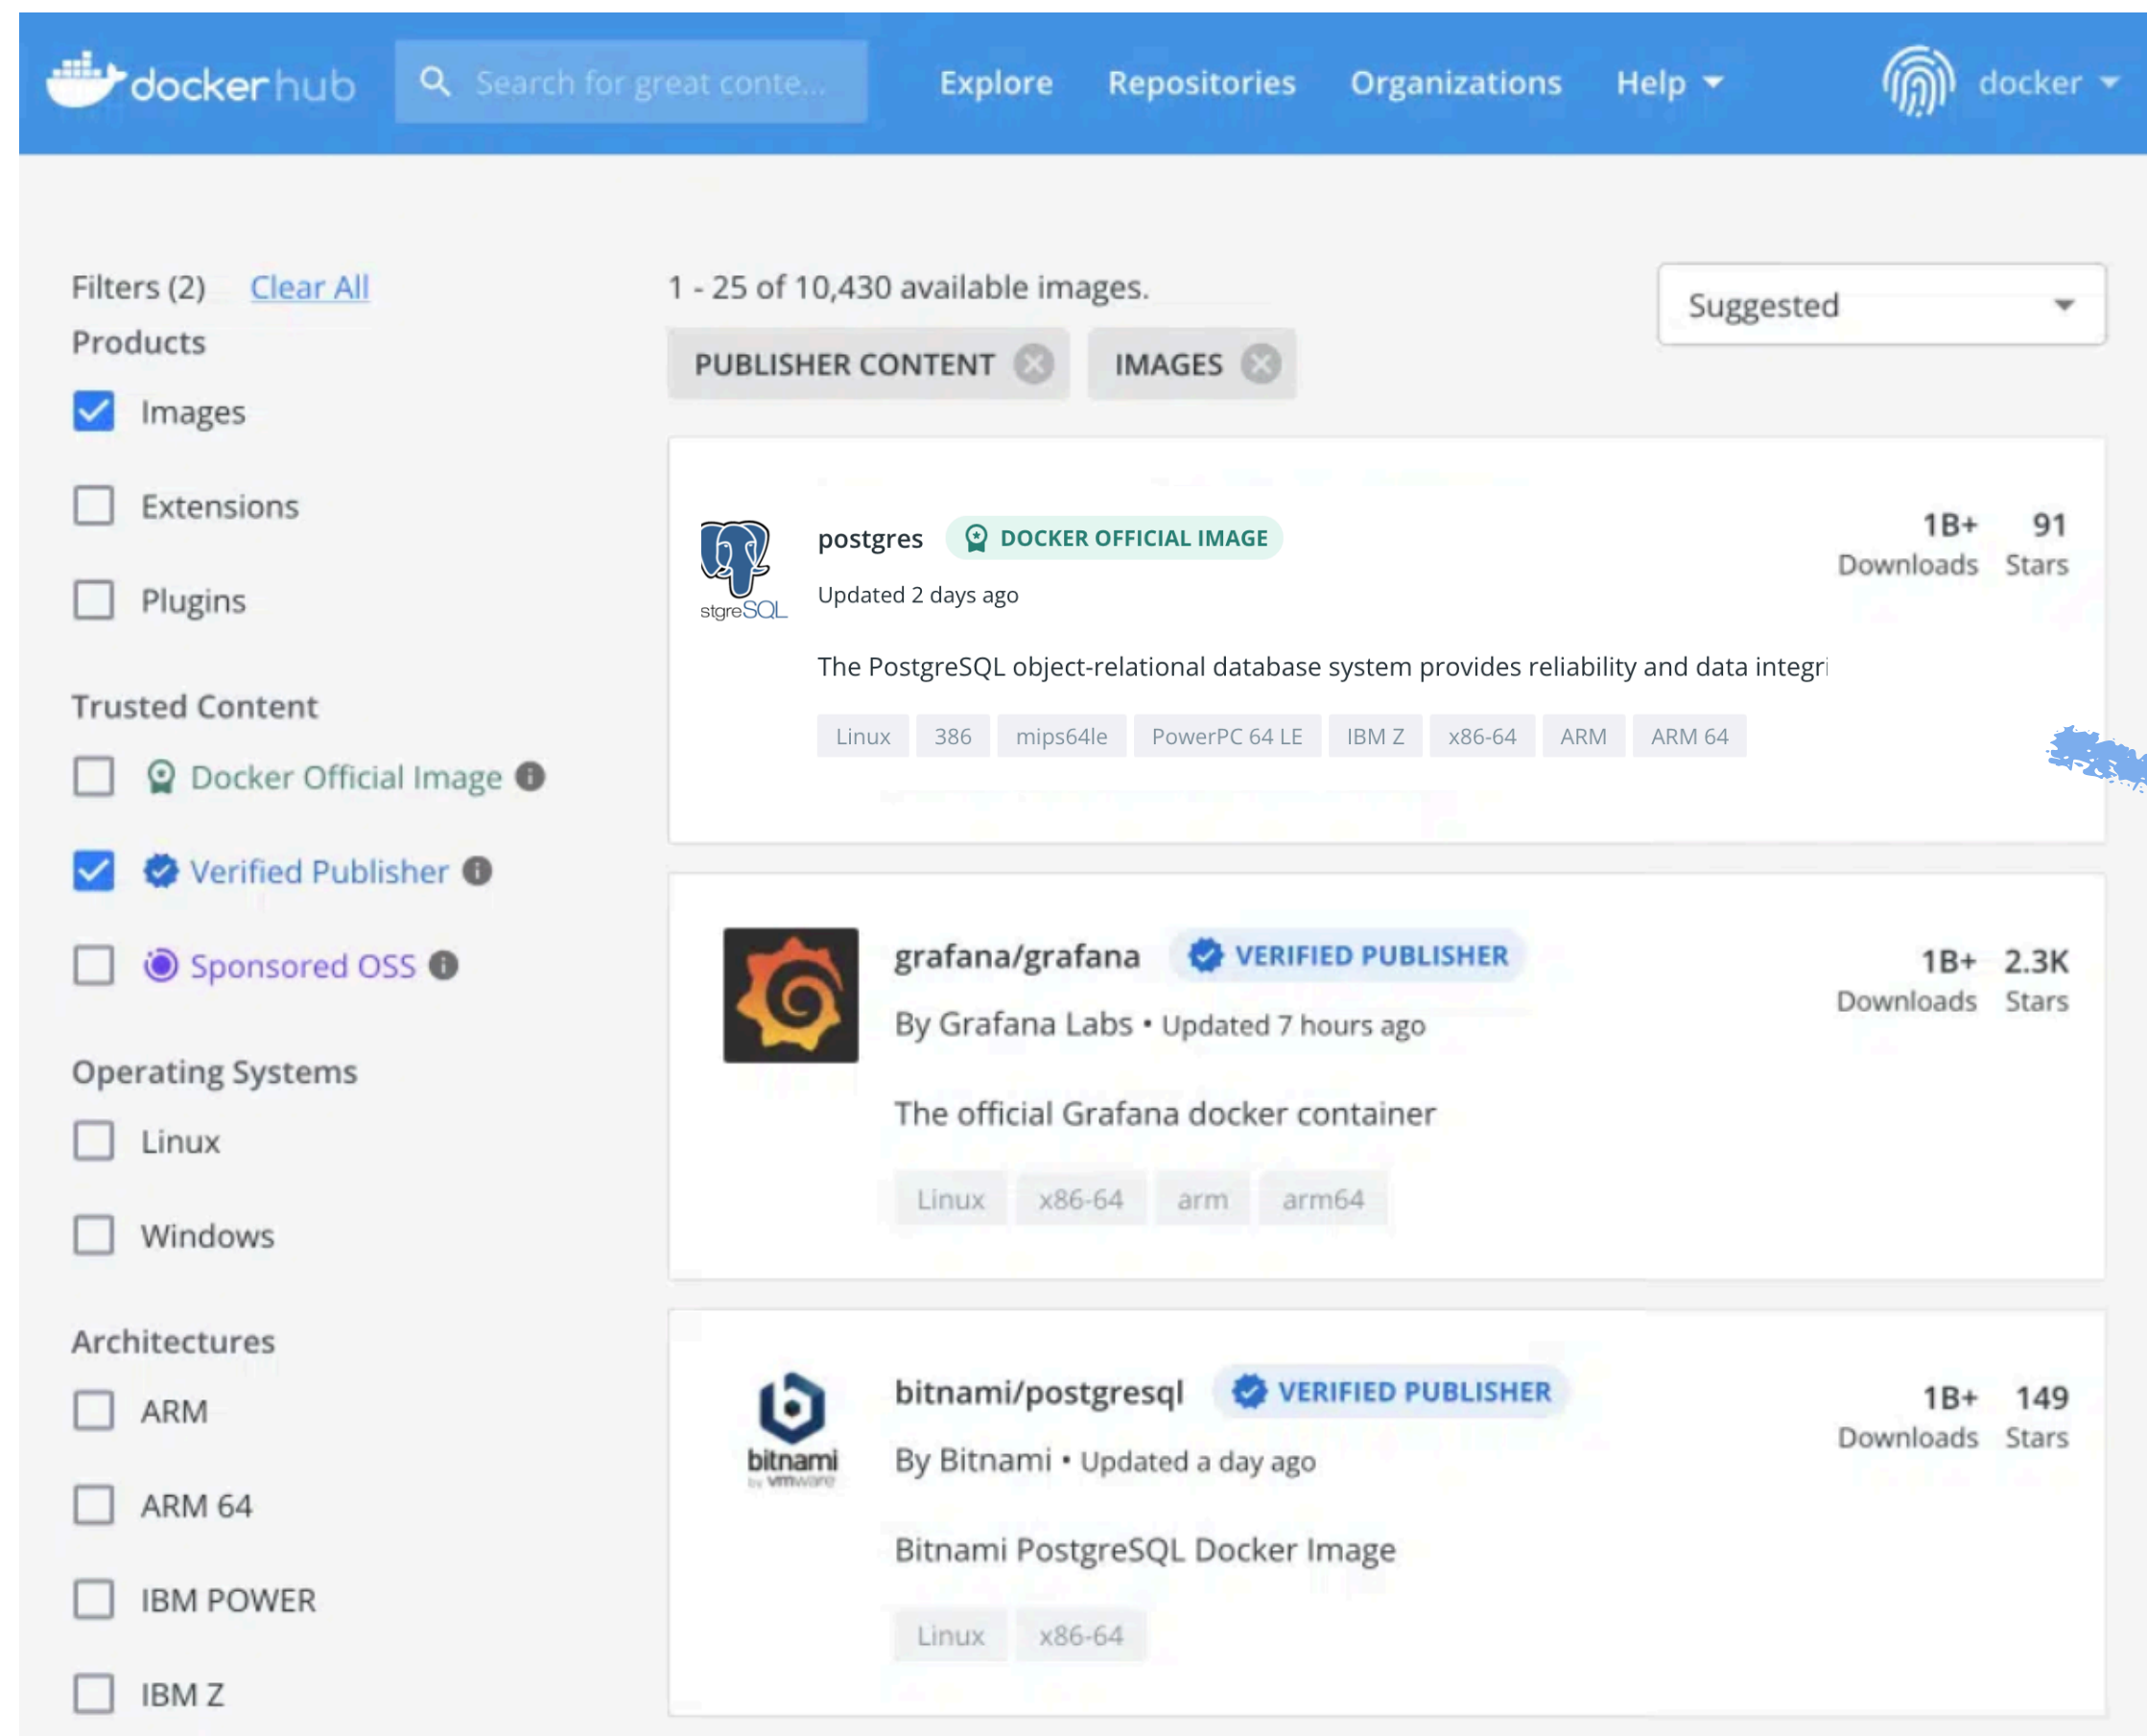 dockerhub
Search for great conte...
Explore Repositories Organizations Help
docker
Filters (2) Clear All
Products
Images
Extensions
Plugins
Trusted Content
Docker Official Image
Verified Publisher
Sponsored OSS
Operating Systems
Linux
Windows
Architectures
ARM
ARM 64
IBM POWER
IBM Z
1 - 25 of 10,430 available images.
Suggested
PUBLISHER CONTENT IMAGES
stgreSQL
postgres DOCKER OFFICIAL IMAGE
Updated 2 days ago
The PostgreSQL object-relational database system provides reliability and data integri
Linux 386 mips64le PowerPC 64 LE IBM Z x86-64 ARM ARM 64
1B+ 91
Downloads Stars
grafana/grafana VERIFIED PUBLISHER
By Grafana Labs • Updated 7 hours ago
The official Grafana docker container
Linux x86-64 arm arm64
1B+ 2.3K
Downloads Stars
bitnami
by vmware
bitnami/postgresql VERIFIED PUBLISHER
By Bitnami • Updated a day ago
Bitnami PostgreSQL Docker Image
Linux x86-64
1B+ 149
Downloads Stars